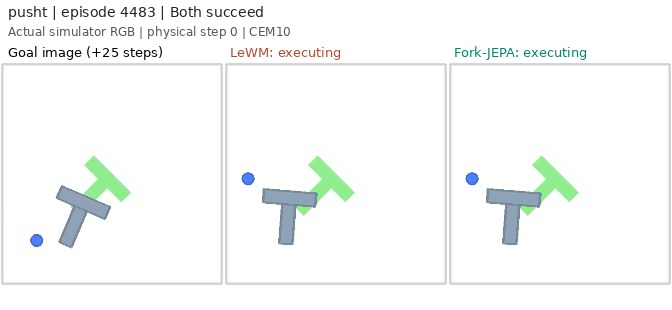 pusht | episode 4483 | Both succeed
Actual simulator RGB | physical step 0 | CEM10
Goal image (+25 steps)
LeWM: executing
Fork-JEPA: executing